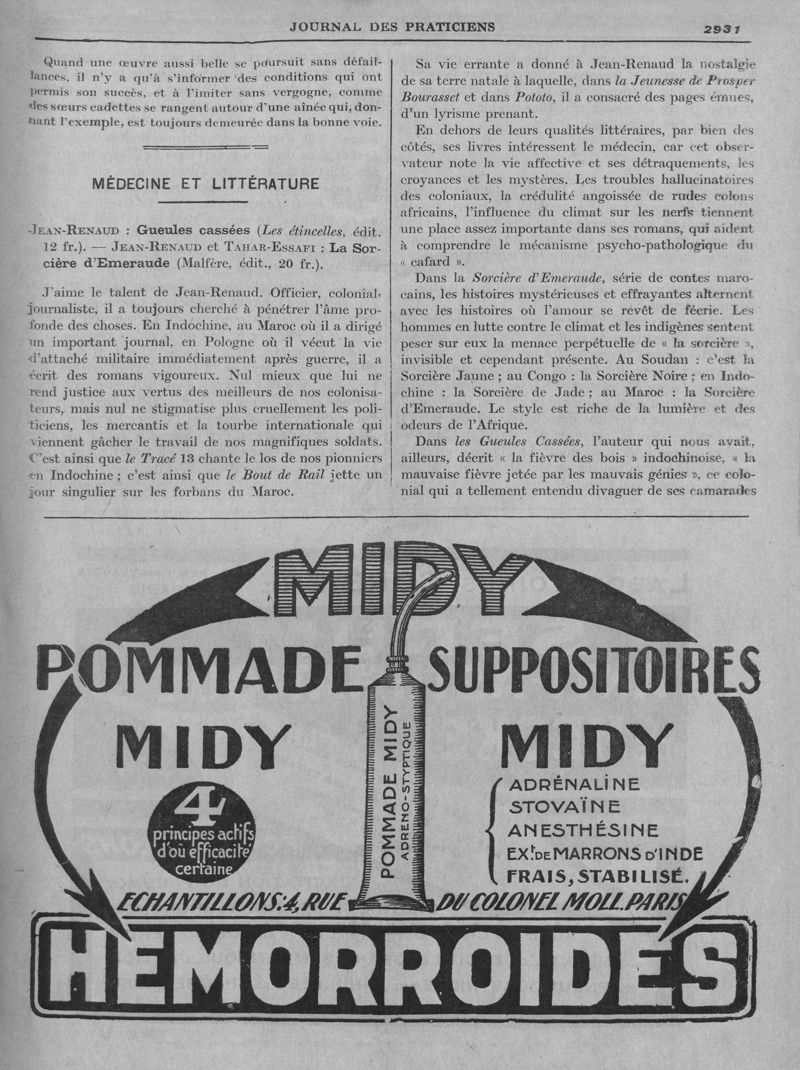 JOURNAL DES PRATICIENS
2931
Quand une œuvre aussi belle se poursuit sans défail-
lances, il n'y a qu'à s'informer des conditions qui ont
permis son succès, et à l'imiter sans vergogne, comme
des sœurs cadettes se rangent autour d'une aînée qui, don-
nant l'exemple, est toujours demeurée dans la bonne voie.
MÉDECINE ET LITTÉRATURE
JEAN-RENAUD : Gueules cassées (Les étincelles, édit.
12 fr.). — JEAN-RENAUD et TAHAR-ESSAFI : La Sor-
cière d'Emeraude (Malfère, édit., 20 fr.).
J'aime le talent de Jean-Renaud. Officier, colonial,
journaliste, il a toujours cherché à pénétrer l'âme pro-
fonde des choses. En Indochine, au Maroc où il a dirigé
un important journal, en Pologne où il vécut la vie
d'attaché militaire immédiatement après guerre, il a
écrit des romans vigoureux. Nul mieux que lui ne
rend justice aux vertus des meilleurs de nos colonisa-
teurs, mais nul ne stigmatise plus cruellement les poli-
ticiens, les mercantis et la tourbe internationale qui
viennent gâcher le travail de nos magnifiques soldats.
C'est ainsi que le Tracé 13 chante le los de nos pionniers
en Indochine ; c'est ainsi que le Bout de Rail jette un
jour singulier sur les forbans du Maroc.
Sa vie errante a donné à Jean-Renaud la nostalgie
de sa terre natale à laquelle, dans la Jeunesse de Prosper
Bourasset et dans Pototo, il a consacré des pages émues,
d'un lyrisme prenant.
En dehors de leurs qualités littéraires, par bien des
côtés, ses livres intéressent le médecin, car cet obser-
vateur note la vie affective et ses détraquements, les
croyances et les mystères. Les troubles hallucinatoires
des coloniaux, la crédulité angoissée de rudes colons
africains, l'influence du climat sur les nerfs tiennent
une place assez importante dans ses romans, qui aident
à comprendre le mécanisme psycho-pathologique du
« cafard ».
Dans la Sorcière d'Emeraude, série de contes maro-
cains, les histoires mystérieuses et effrayantes alternent
avec les histoires où l'amour se revêt de féerie. Les
hommes en lutte contre le climat et les indigènes sentent
peser sur eux la menace perpétuelle de « la sorcière »,
invisible et cependant présente. Au Soudan : c'est la
Sorcière Jaune ; au Congo : la Sorcière Noire ; en Indo-
chine : la Sorcière de Jade ; au Maroc : la Sorcière
d'Emeraude. Le style est riche de la lumière et des
odeurs de l'Afrique.
Dans les Gueules Cassées, l'auteur qui nous avait,
ailleurs, décrit « la fièvre des bois » indochinoise, « la
mauvaise fièvre jetée par les mauvais génies », ce colo-
nial qui a tellement entendu divaguer de ses camarades
MIDY
POMMADE SUPPOSITOIRES
MIDY
4
principes actifs
d'où efficacité
certaine
POMMADE MIDY
ADRENO-STYPTIQUE
MIDY
ADRÉNALINE
STOVAÏNE
ANESTHÉSINE
EXt DE MARRONS D'INDE
FRAIS, STABILISÉ.
ECHANTILLONS: 4, RUE DU COLONEL MOLL. PARIS
HEMORROIDES